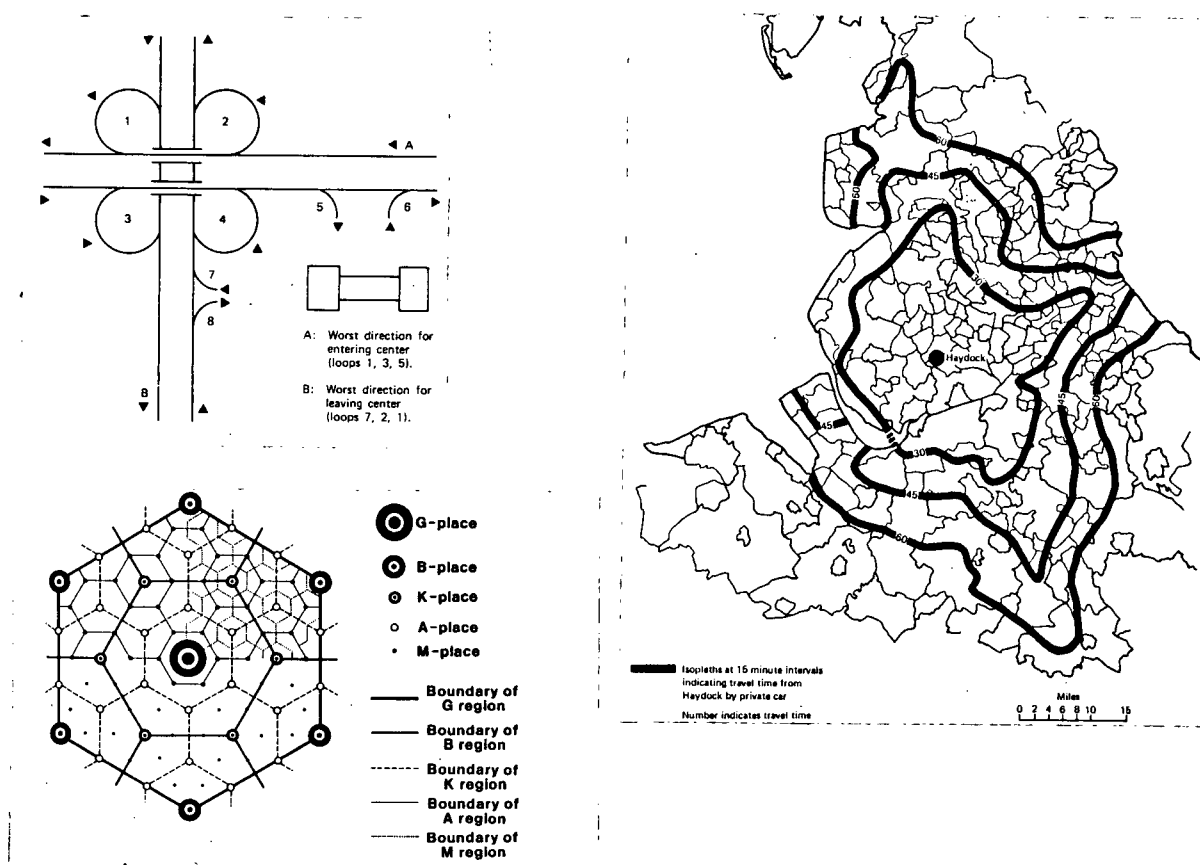 1
2
A
3
4
5
6
7
8
B
A: Worst direction for
entering center
(loops 1, 3, 5).
B: Worst direction for
leaving center
(loops 7, 2, 1).
G-place
B-place
K-place
A-place
M-place
Boundary of
G region
Boundary of
B region
Boundary of
K region
Boundary of
A region
Boundary of
M region
60
60
45
30
Haydock
45
60
45
30
45
60
Isopleths at 15 minute intervals
indicating travel time from
Haydock by private car
Number indicates travel time
Miles
0 2 4 6 8 10 15